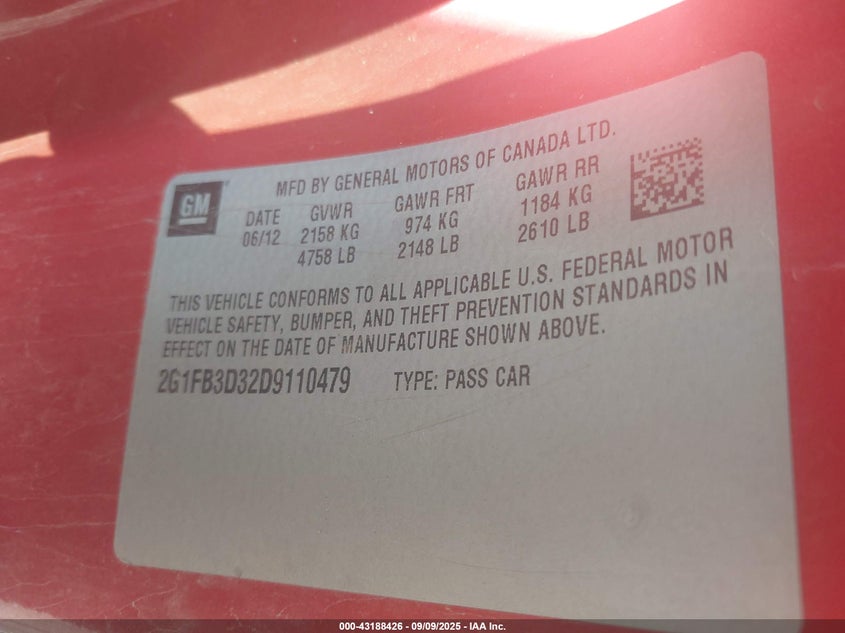 GM
MFD BY GENERAL MOTORS OF CANADA LTD.
DATE GVWR GAWR FRT GAWR RR
06/12 2158 KG 974 KG 1184 KG
4758 LB 2148 LB 2610 LB
THIS VEHICLE CONFORMS TO ALL APPLICABLE U.S. FEDERAL MOTOR
VEHICLE SAFETY, BUMPER, AND THEFT PREVENTION STANDARDS IN
EFFECT ON THE DATE OF MANUFACTURE SHOWN ABOVE.
2G1FB3D32D9110479 TYPE: PASS CAR
000-43188426 - 09/09/2025 - IAA Inc.